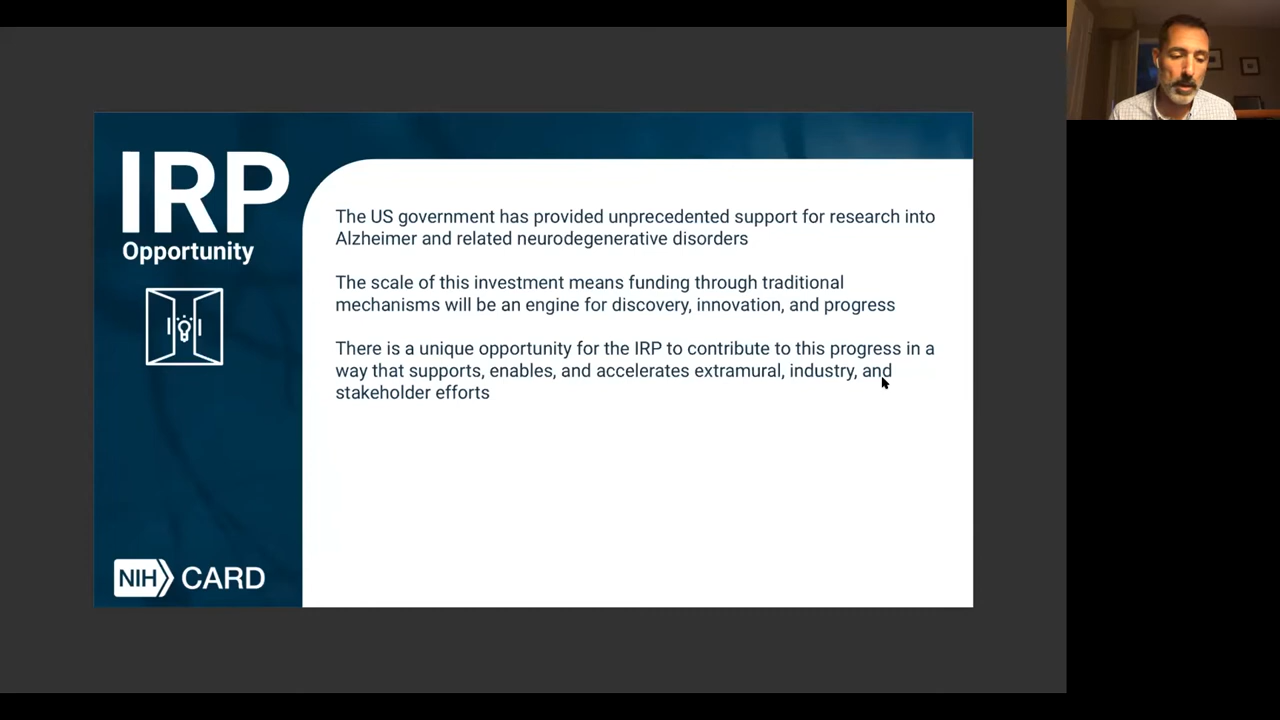 IRP
Opportunity
The US government has provided unprecedented support for research into
Alzheimer and related neurodegenerative disorders
The scale of this investment means funding through traditional
mechanisms will be an engine for discovery, innovation, and progress
There is a unique opportunity for the IRP to contribute to this progress in a
way that supports, enables, and accelerates extramural, industry, and
stakeholder efforts
NIH CARD